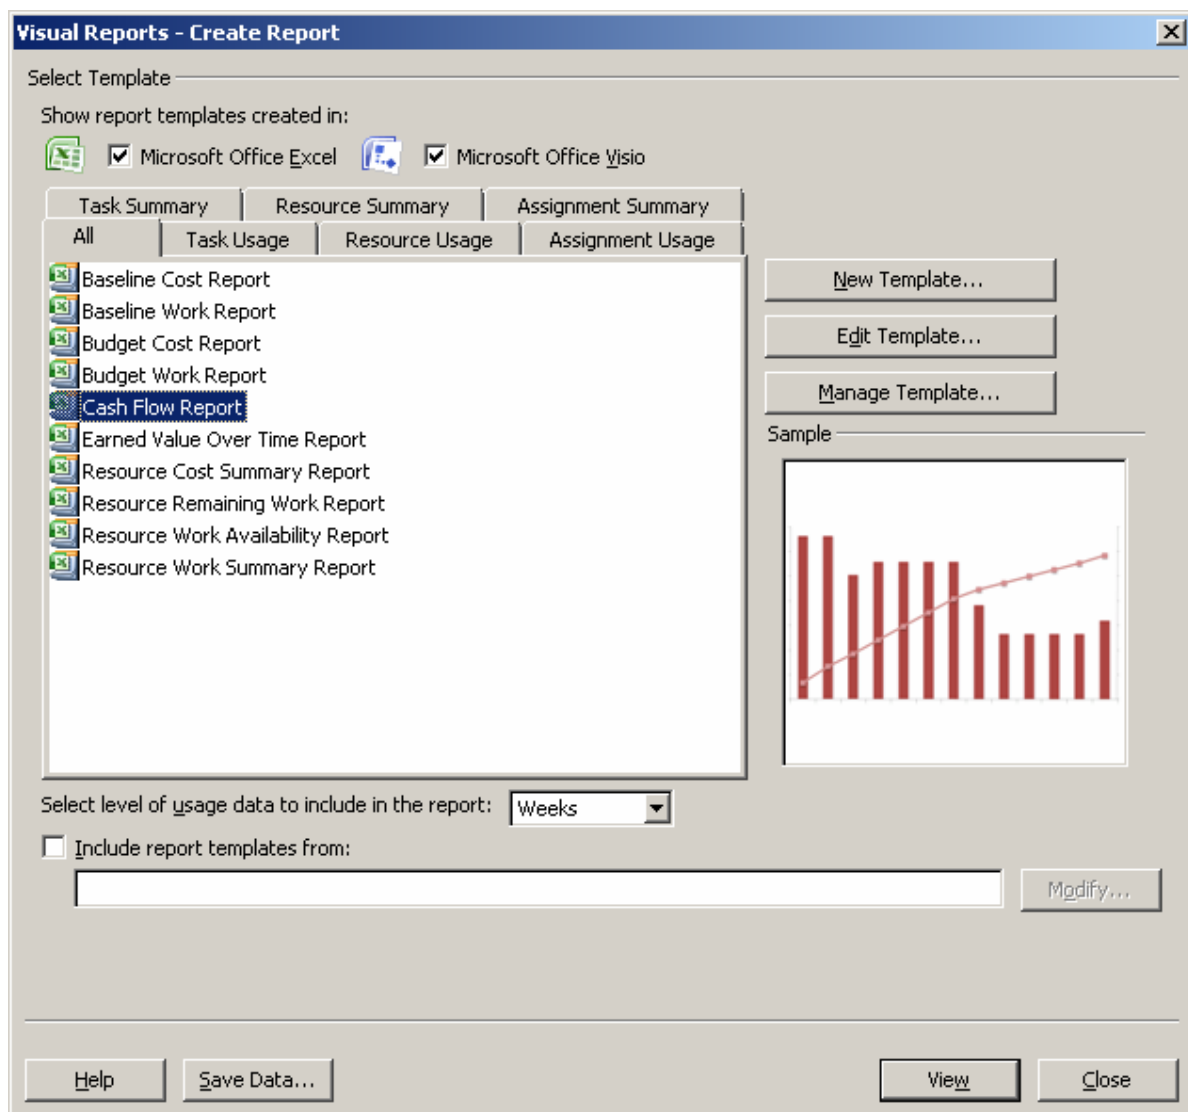 Visual Reports - Create Report
Select Template
Show report templates created in:
Microsoft Office Excel
Microsoft Office Visio
Task Summary
Resource Summary
Assignment Summary
All
Task Usage
Resource Usage
Assignment Usage
Baseline Cost Report
Baseline Work Report
Budget Cost Report
Budget Work Report
Cash Flow Report
Earned Value Over Time Report
Resource Cost Summary Report
Resource Remaining Work Report
Resource Work Availability Report
Resource Work Summary Report
New Template...
Edit Template...
Manage Template...
Sample
Select level of usage data to include in the report:
Weeks
Include report templates from:
Modify...
Help
Save Data...
View
Close